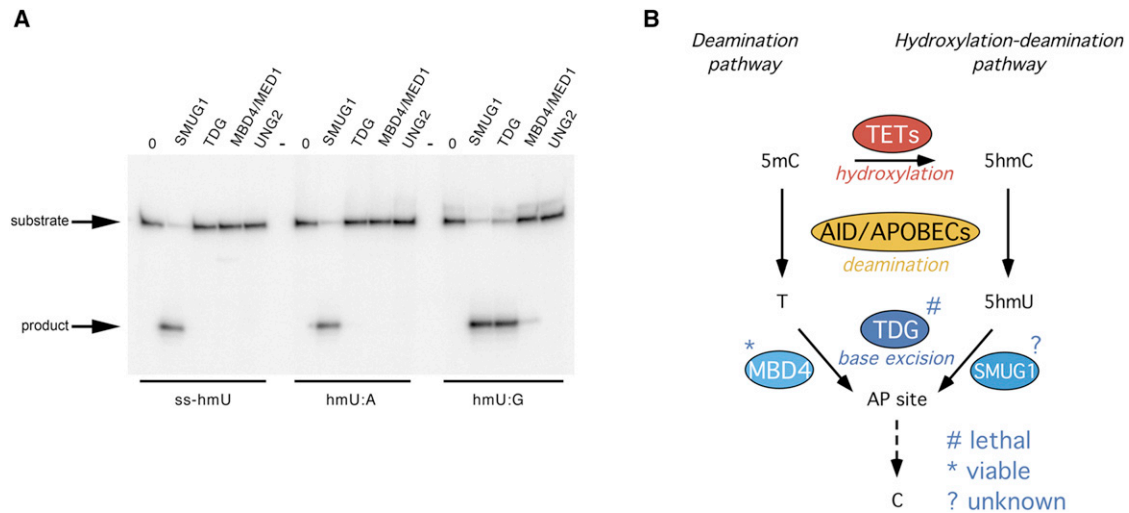 A
0 SMUG1 TDG MBD4/MED1 UNG2 - 0 SMUG1 TDG MBD4/MED1 UNG2 - 0 SMUG1 TDG MBD4/MED1 UNG2
substrate
product
ss-hmU hmU:A hmU:G
B
Deamination
pathway
Hydroxylation-deamination
pathway
TETs
5mC 5hmC
hydroxylation
AID/APOBECs
deamination
T 5hmU
#
TDG
base excision
* ?
MBD4 SMUG1
AP site
# lethal
* viable
C ? unknown